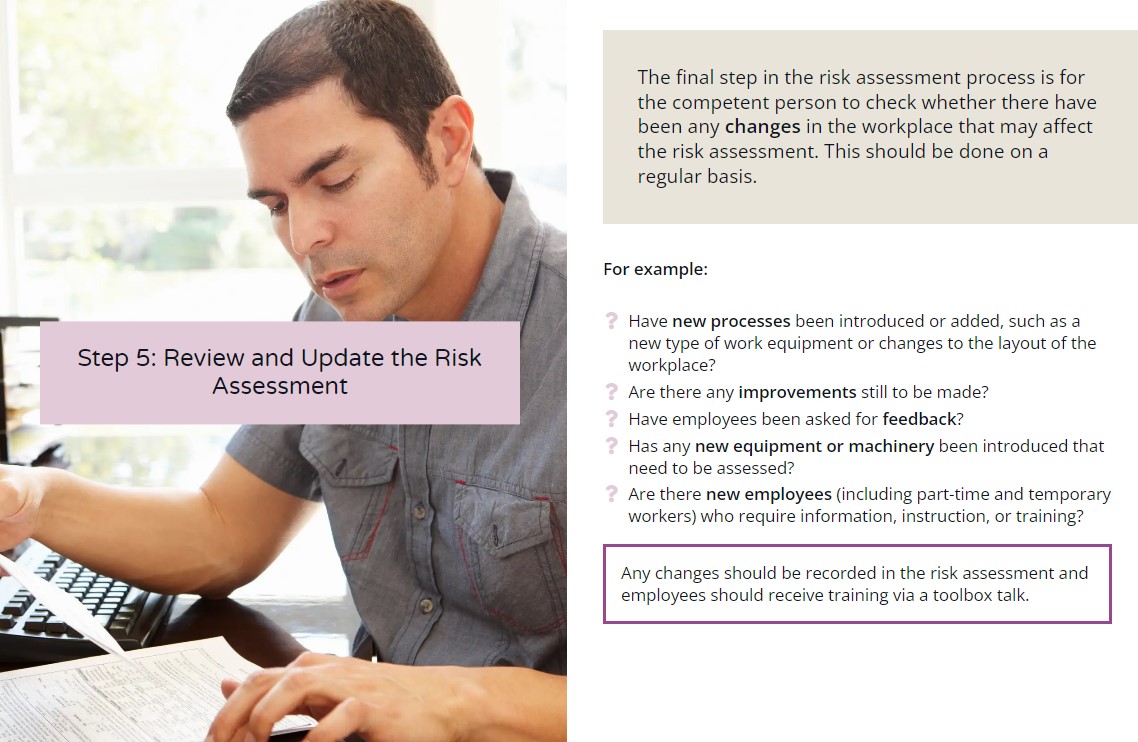 Step 5: Review and Update the Risk
Assessment
The final step in the risk assessment process is for
the competent person to check whether there have
been any changes in the workplace that may affect
the risk assessment. This should be done on a
regular basis.
For example:
? Have new processes been introduced or added, such as a
new type of work equipment or changes to the layout of the
workplace?
? Are there any improvements still to be made?
? Have employees been asked for feedback?
? Has any new equipment or machinery been introduced that
need to be assessed?
? Are there new employees (including part-time and temporary
workers) who require information, instruction, or training?
Any changes should be recorded in the risk assessment and
employees should receive training via a toolbox talk.